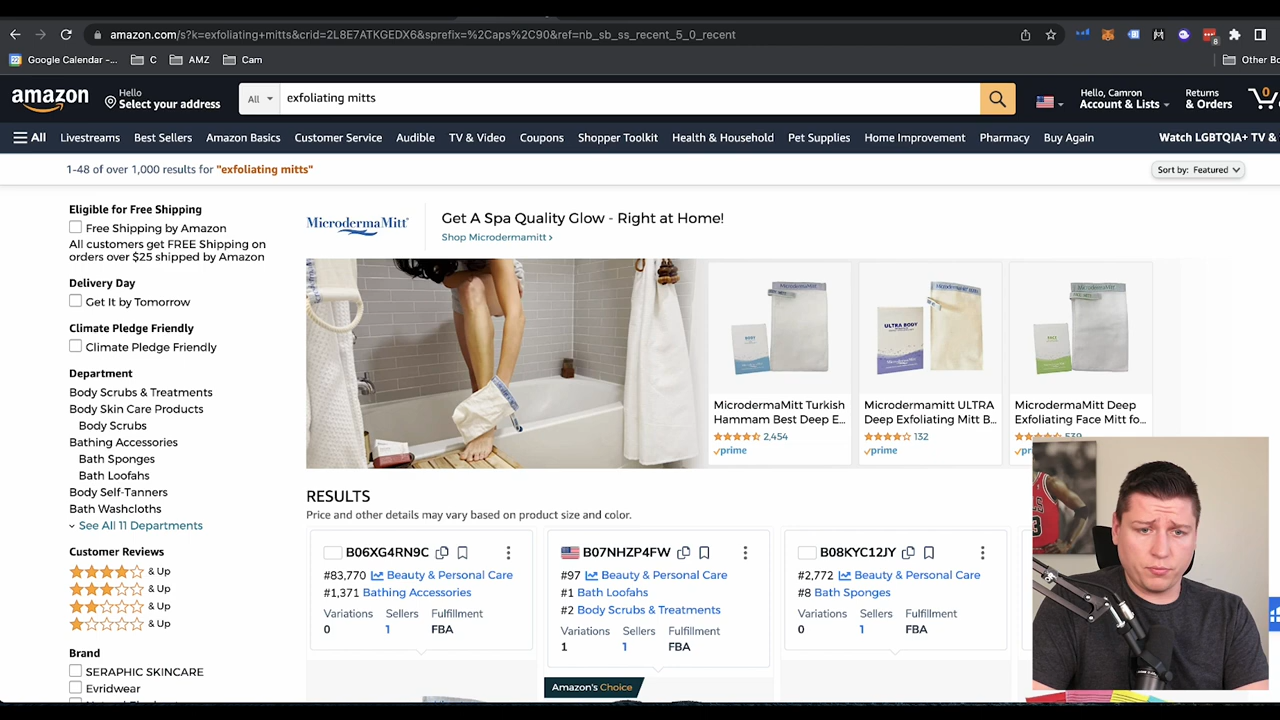 amazon.com/s?k=exfoliating+mitts&crid=2L8E7ATKGEDX6&sprefix=%2Caps%2C90&ref=nb_sb_ss_recent_5_0_recent
Google Calendar -... C AMZ Cam Other Bo
amazon
Hello
Select your address
All exfoliating mitts
Hello, Camron
Account & Lists
Returns
& Orders
0
All Livestreams Best Sellers Amazon Basics Customer Service Audible TV & Video Coupons Shopper Toolkit Health & Household Pet Supplies Home Improvement Pharmacy Buy Again Watch LGBTQIA+ TV &
1-48 of over 1,000 results for "exfoliating mitts"
Sort by: Featured
Eligible for Free Shipping
Free Shipping by Amazon
All customers get FREE Shipping on
orders over $25 shipped by Amazon
Delivery Day
Get It by Tomorrow
Climate Pledge Friendly
Climate Pledge Friendly
Department
Body Scrubs & Treatments
Body Skin Care Products
Body Scrubs
Bathing Accessories
Bath Sponges
Bath Loofahs
Body Self-Tanners
Bath Washcloths
See All 11 Departments
Customer Reviews
& Up
& Up
& Up
& Up
Brand
SERAPHIC SKINCARE
Evridwear
MicrodermaMitt
Get A Spa Quality Glow - Right at Home!
Shop Microdermamitt ›
ULTRA BODY
MicrodermaMitt Turkish
Hammam Best Deep E...
2,454
prime
Microdermamitt ULTRA
Deep Exfoliating Mitt B...
132
prime
MicrodermaMitt Deep
Exfoliating Face Mitt fo...
539
RESULTS
Price and other details may vary based on product size and color.
B06XG4RN9C
#83,770 Beauty & Personal Care
#1,371 Bathing Accessories
Variations Sellers Fulfillment
0 1 FBA
B07NHZP4FW
#97 Beauty & Personal Care
#1 Bath Loofahs
#2 Body Scrubs & Treatments
Variations Sellers Fulfillment
1 1 FBA
Amazon's Choice
B08KYC12JY
#2,772 Beauty & Personal Care
#8 Bath Sponges
Variations Sellers Fulfillment
0 1 FBA